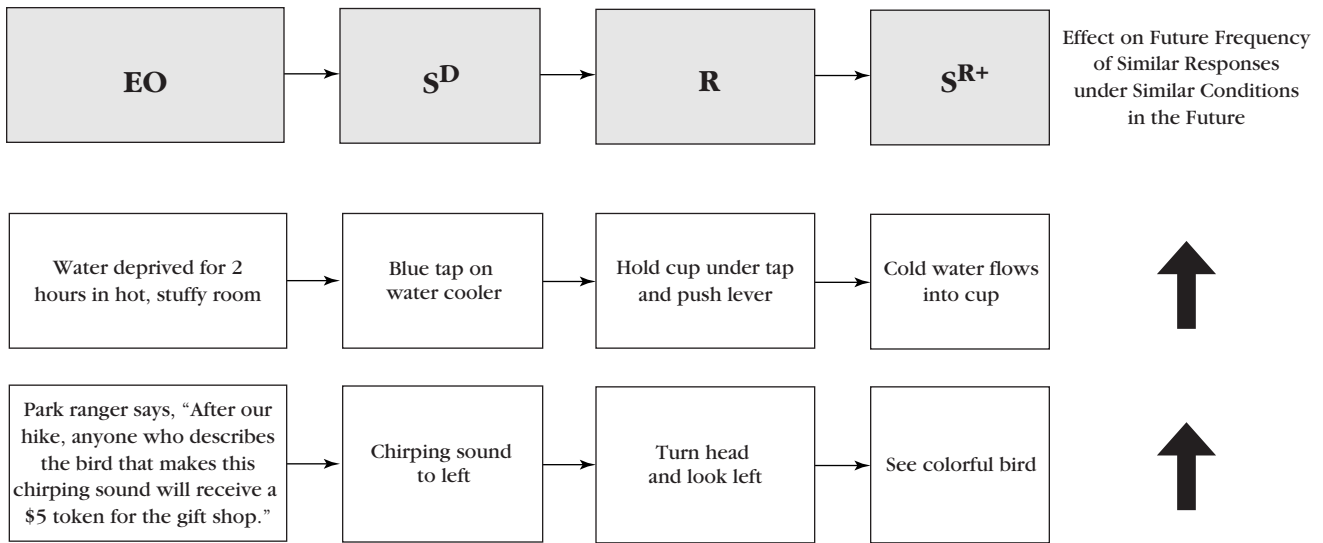 EO
S^D
R
S^R+
Effect on Future Frequency
of Similar Responses
under Similar Conditions
in the Future
Water deprived for 2
hours in hot, stuffy room
Blue tap on
water cooler
Hold cup under tap
and push lever
Cold water flows
into cup
Park ranger says, “After our
hike, anyone who describes
the bird that makes this
chirping sound will receive a
$5 token for the gift shop.”
Chirping sound
to left
Turn head
and look left
See colorful bird